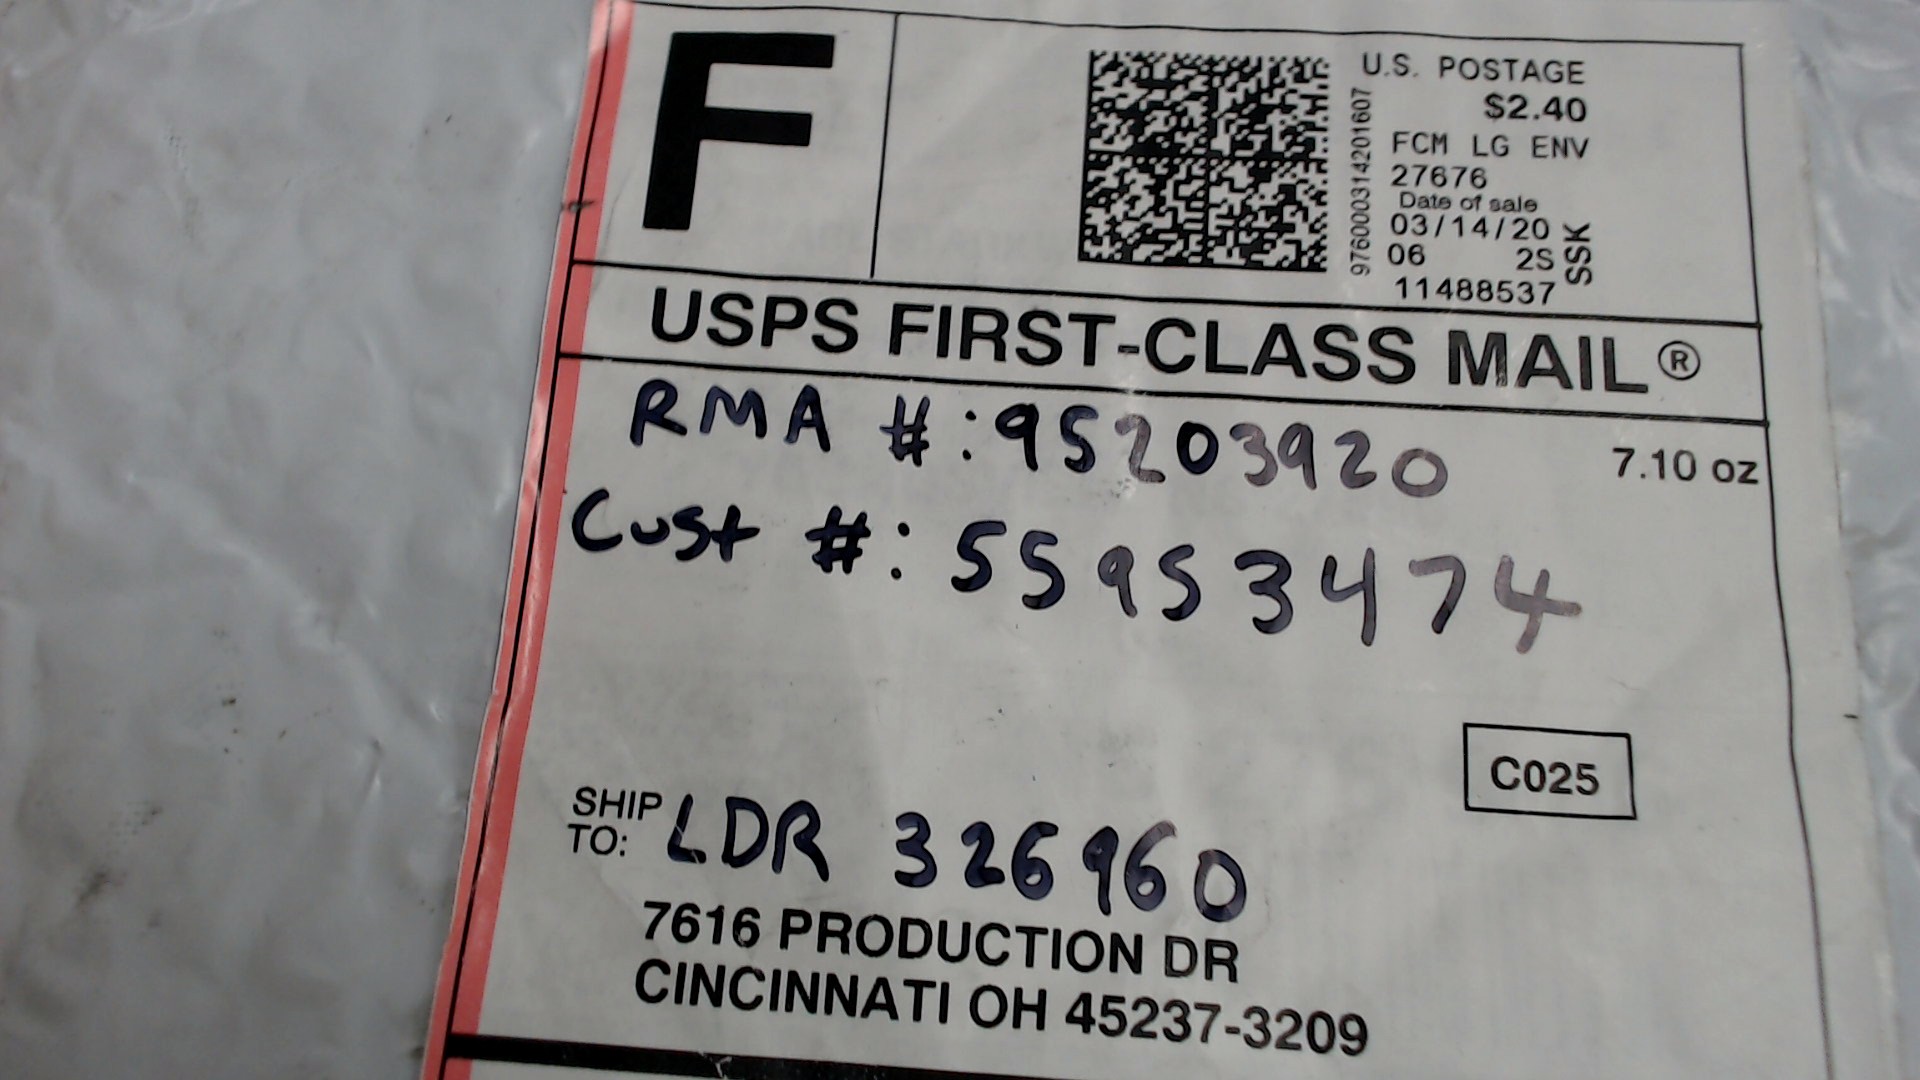 F
U.S. POSTAGE
$2.40
FCM LG ENV
27676
Date of sale
03/14/20
06 2S
11488537
SSK
976000314201607
USPS FIRST-CLASS MAIL®
RMA #:95203920
7.10 oz
Cust #: 55953474
C025
SHIP
TO:
LDR 326960
7616 PRODUCTION DR
CINCINNATI OH 45237-3209